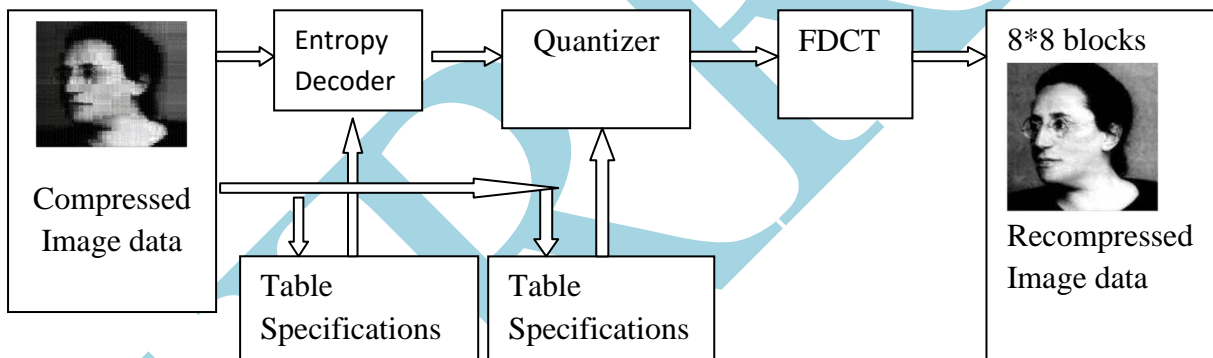 Entropy
Decoder
Quantizer
FDCT
8*8 blocks
Compressed
Image data
Recompressed
Image data
Table
Specifications
Table
Specifications